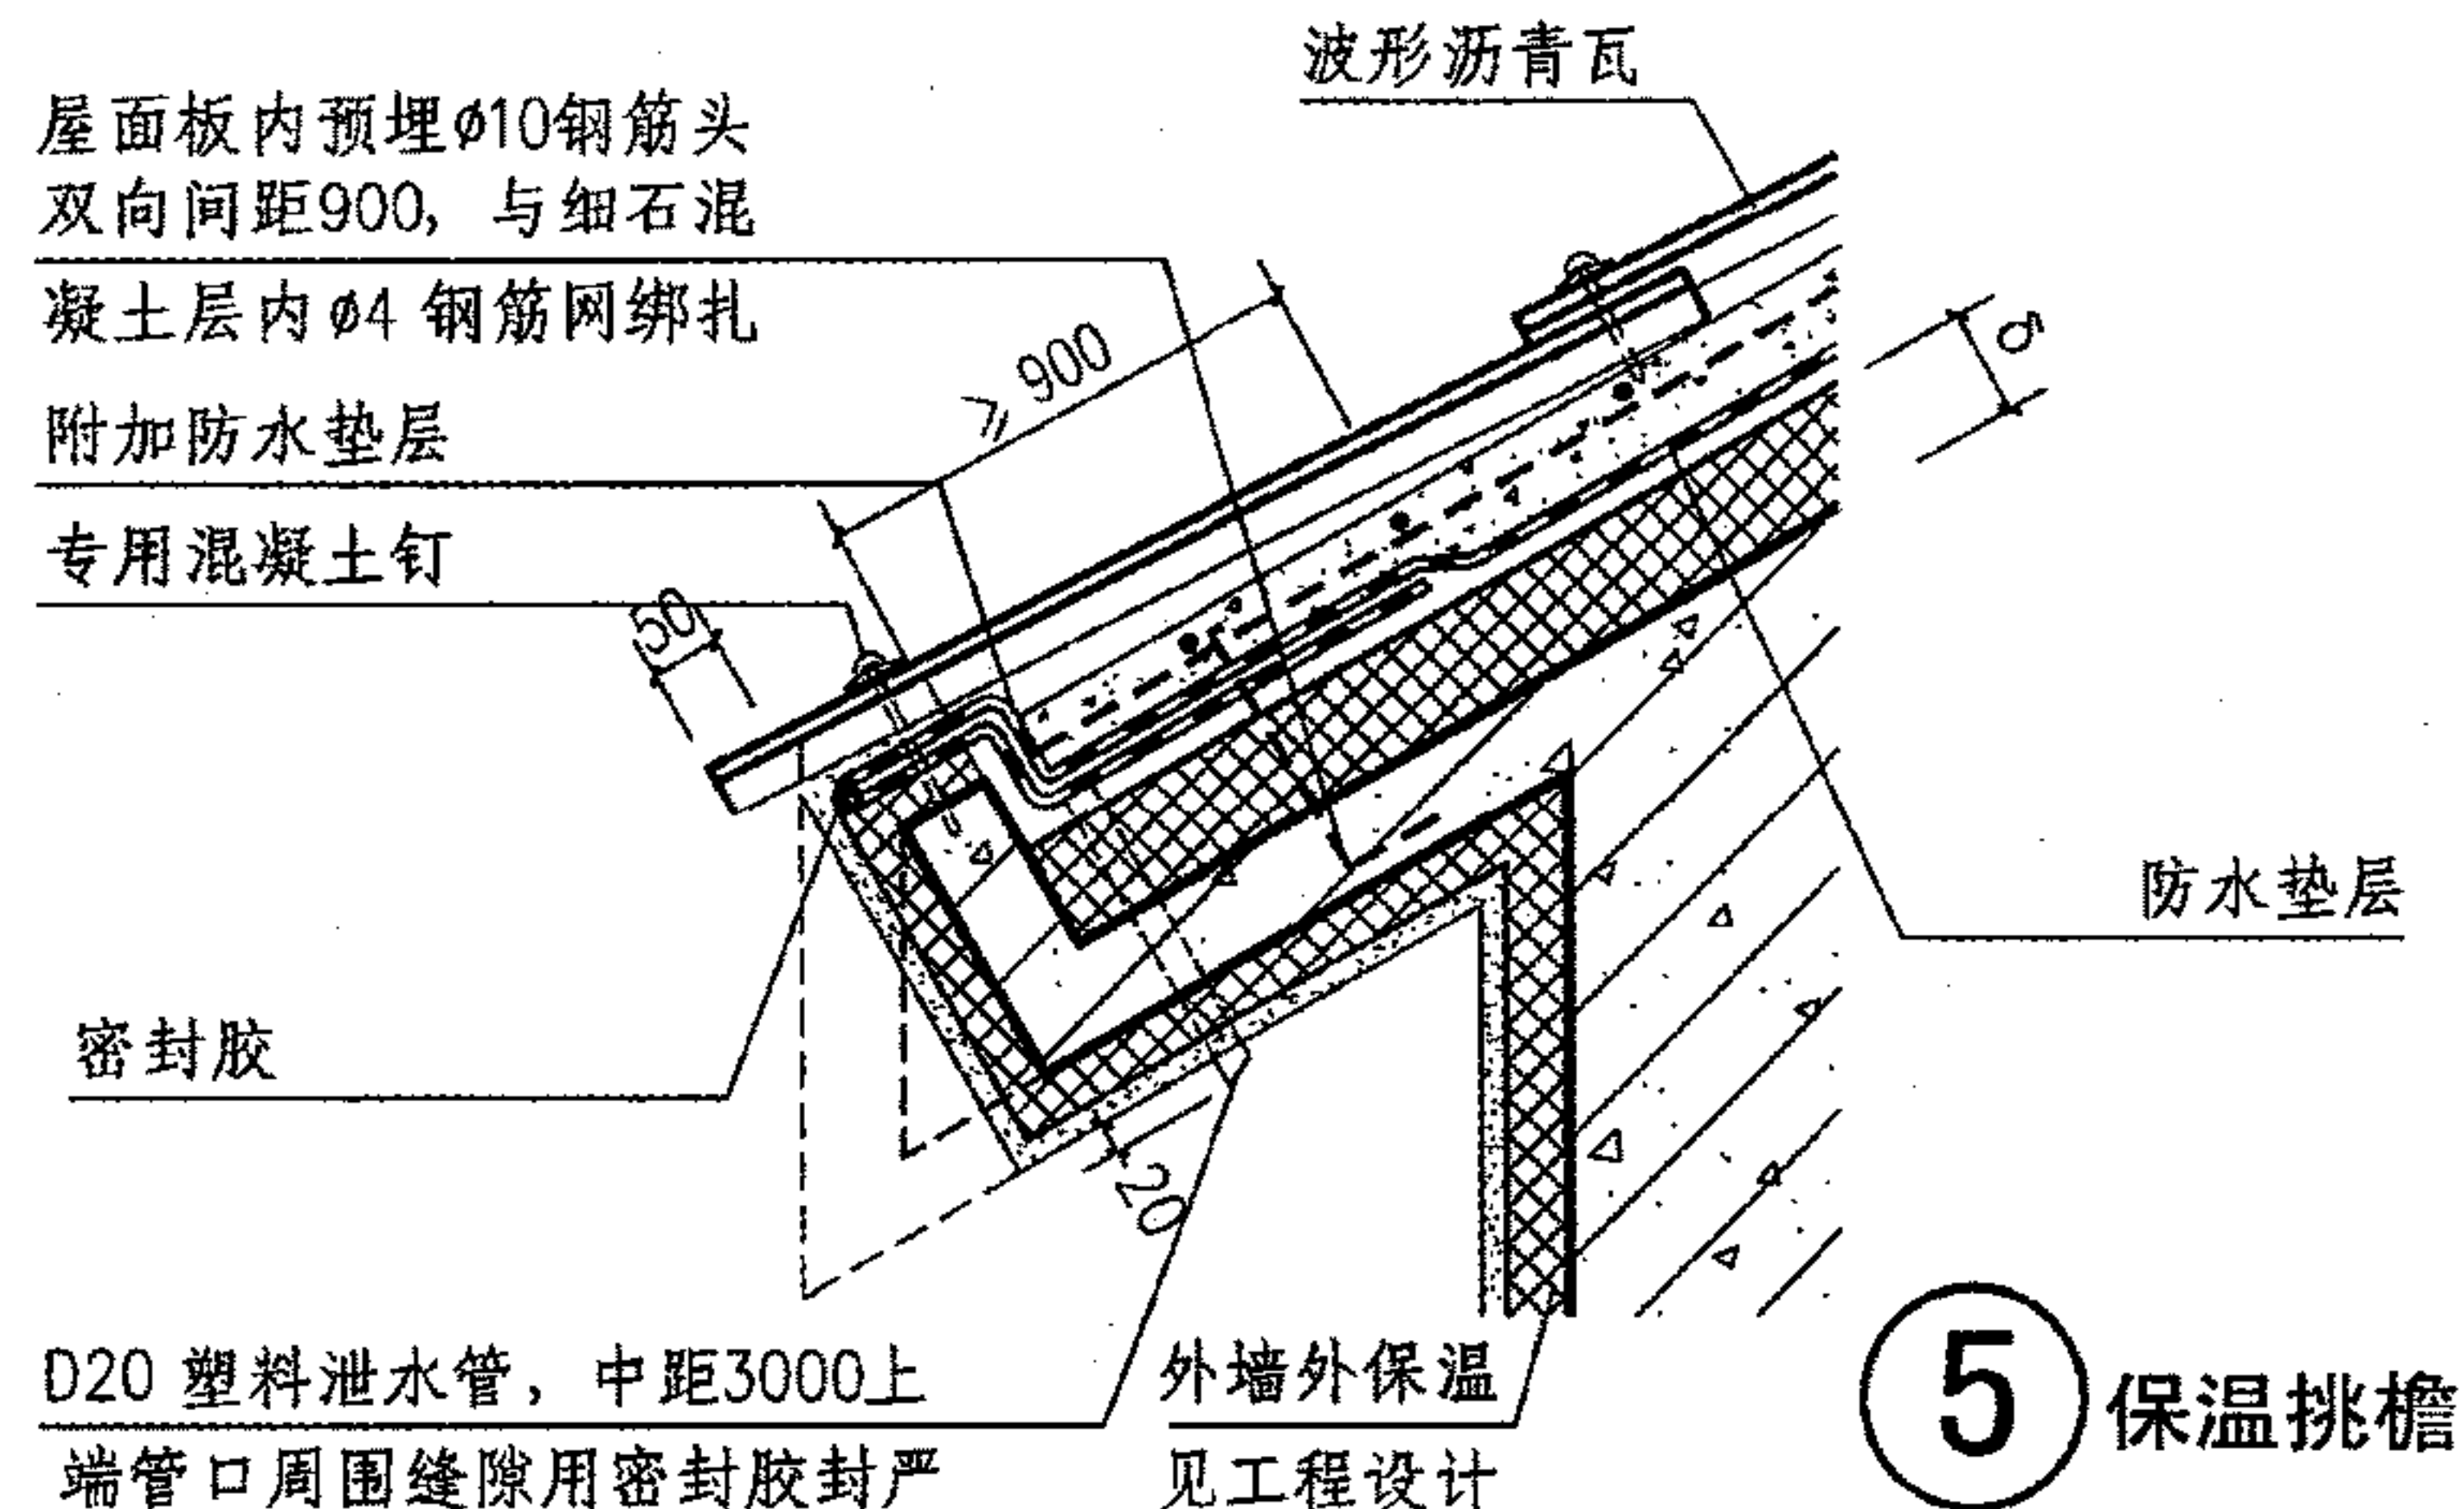 波形沥青瓦
屋面板内预埋ø10钢筋头
双向间距900, 与细石混
凝土层内ø4 钢筋网绑扎
附加防水垫层
专用混凝土钉
≥ 900
50
δ
防水垫层
密封胶
20
D20 塑料泄水管, 中距3000上
端管口周围缝隙用密封胶封严
外墙外保温
见工程设计
5 保温挑檐